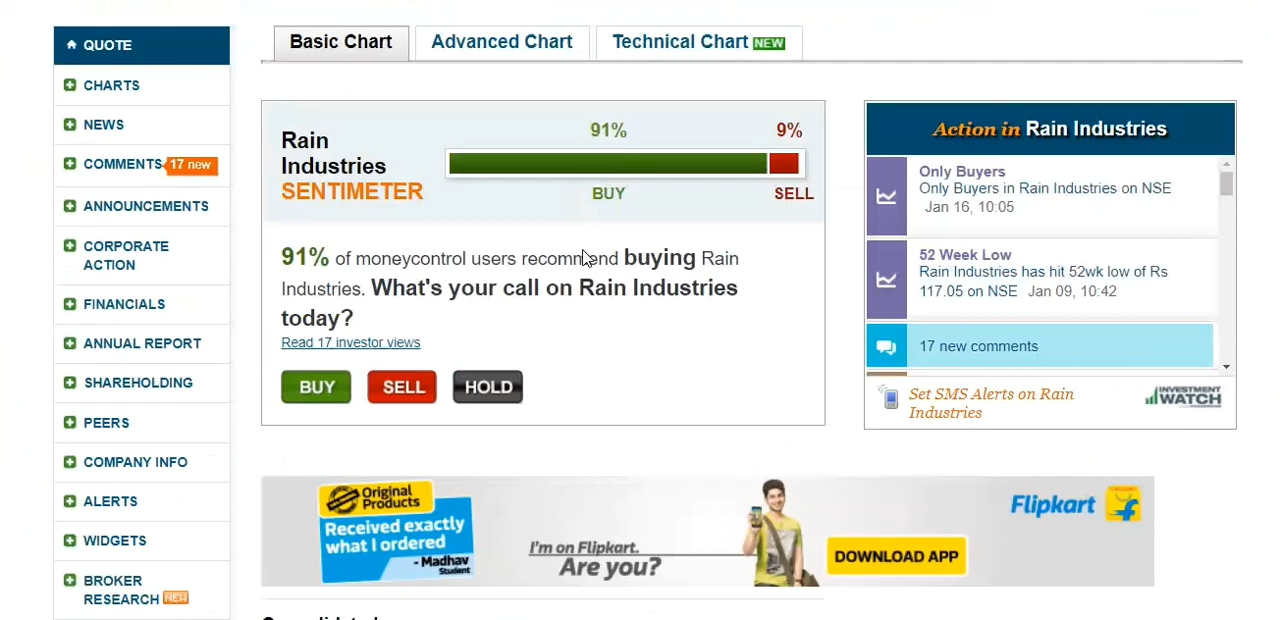 QUOTE
CHARTS
NEWS
COMMENTS 17 new
ANNOUNCEMENTS
CORPORATE
ACTION
FINANCIALS
ANNUAL REPORT
SHAREHOLDING
PEERS
COMPANY INFO
ALERTS
WIDGETS
BROKER
RESEARCH
Basic Chart Advanced Chart Technical Chart NEW
Rain
Industries
SENTIMETER
91% 9%
BUY SELL
91% of moneycontrol users recommend buying Rain
Industries. What's your call on Rain Industries
today?
Read 17 investor views
BUY SELL HOLD
Action in Rain Industries
Only Buyers
Only Buyers in Rain Industries on NSE
Jan 16, 10:05
52 Week Low
Rain Industries has hit 52wk low of Rs
117.05 on NSE Jan 09, 10:42
17 new comments
Set SMS Alerts on Rain
Industries
INVESTMENT
WATCH
Original
Products
Received exactly
what I ordered
- Madhav
Student
I'm on Flipkart.
Are you?
Flipkart
DOWNLOAD APP